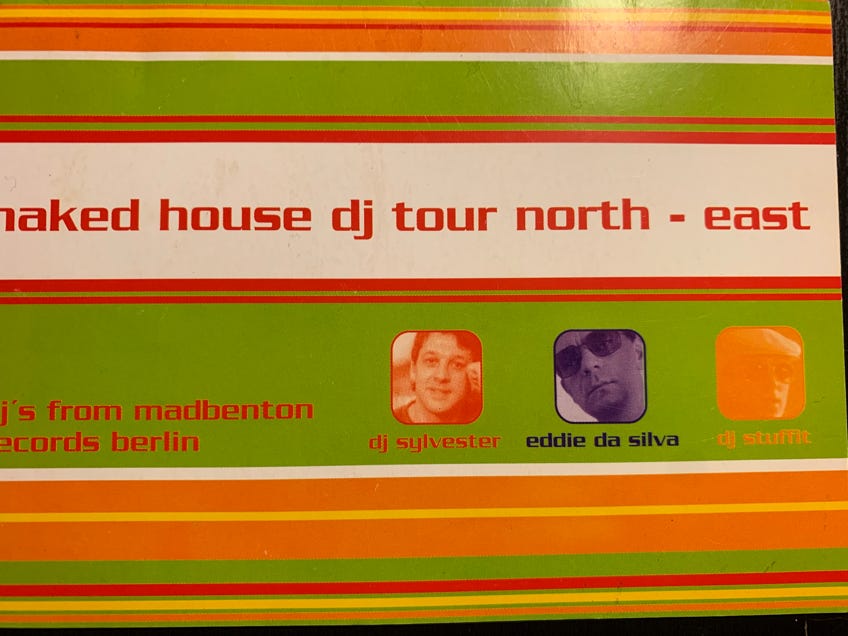 naked house dj tour north - east
j´s from madbenton
ecords berlin
dj sylvester
eddie da silva
dj stuffit